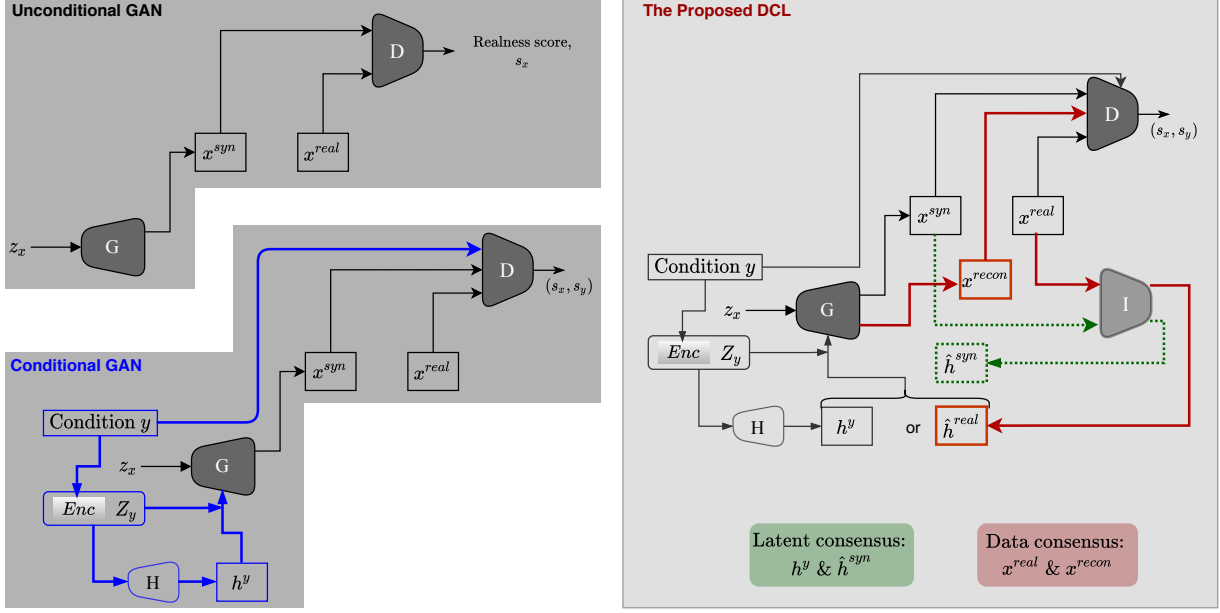 Unconditional GAN
D
Realness score,
s_x
x^{syn}
x^{real}
z_x
G
Conditional GAN
D
(s_x, s_y)
x^{syn}
x^{real}
Condition y
z_x
G
Enc Z_y
H
h^y
The Proposed DCL
D
(s_x, s_y)
x^{syn}
x^{real}
Condition y
x^{recon}
z_x
G
I
Enc Z_y
ĥ^{syn}
H
h^y
or
ĥ^{real}
Latent consensus:
h^y & ĥ^{syn}
Data consensus:
x^{real} & x^{recon}